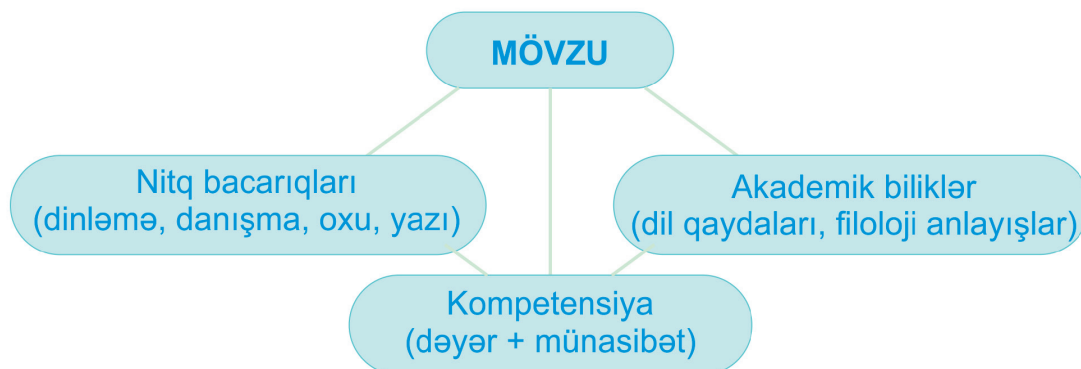 MÖVZU
Nitq bacarıqları
(dinləmə, danışma, oxu, yazı)
Akademik biliklər
(dil qaydaları, filoloji anlayışlar)
Kompetensiya
(dəyər + münasibət)